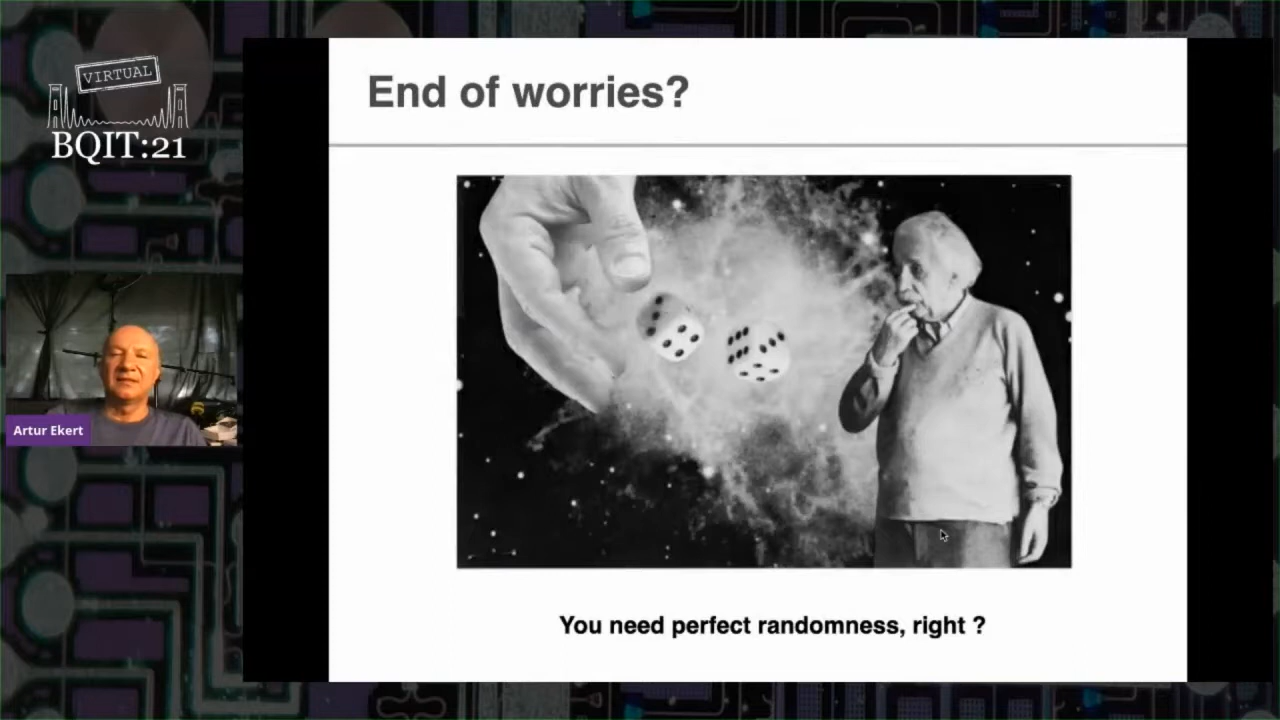 VIRTUAL
BQIT:21
End of worries?
Artur Ekert
You need perfect randomness, right ?